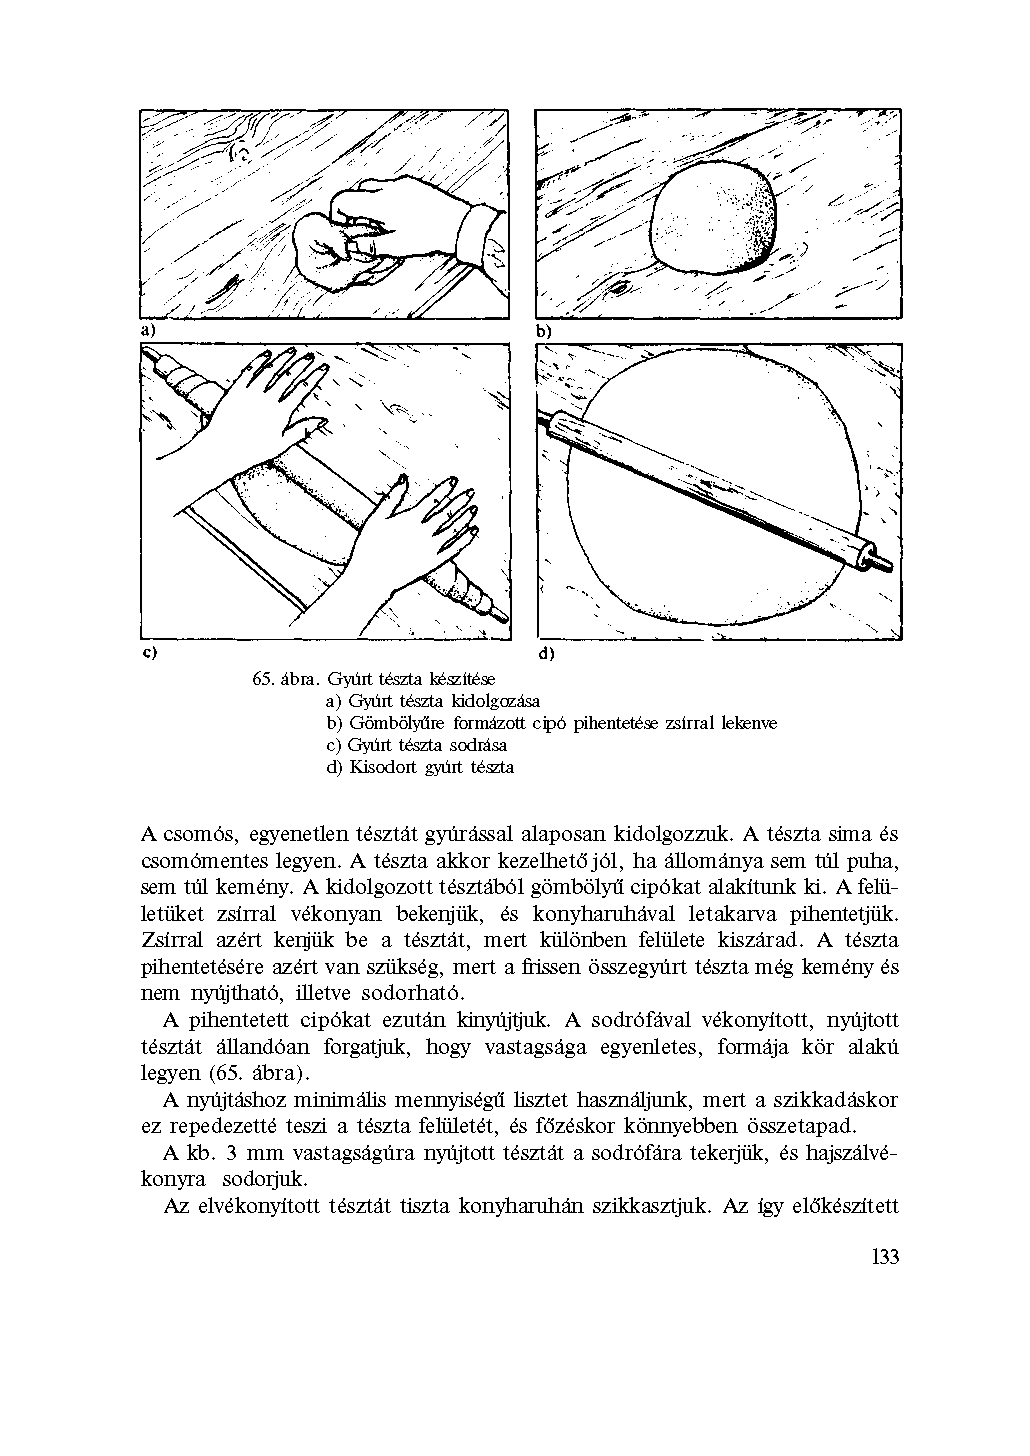 a)
b)
c)
d)
65. ábra. Gyúrt tészta készítése
a) Gyúrt tészta kidolgozása
b) Gömbölyűre formázott cipó pihentetése zsírral lekenve
c) Gyúrt tészta sodrása
d) Kisodort gyúrt tészta
A csomós, egyenetlen tésztát gyúrással alaposan kidolgozzuk. A tészta sima és
csomómentes legyen. A tészta akkor kezelhető jól, ha állománya sem túl puha,
sem túl kemény. A kidolgozott tésztából gömbölyű cipókat alakítunk ki. A felü-
letüket zsírral vékonyan bekenjük, és konyharuhával letakarva pihentetjük.
Zsírral azért kenjük be a tésztát, mert különben felülete kiszárad. A tészta
pihentetésére azért van szükség, mert a frissen összegyúrt tészta még kemény és
nem nyújtható, illetve sodorható.
A pihentetett cipókat ezután kinyújtjuk. A sodrófával vékonyított, nyújtott
tésztát állandóan forgatjuk, hogy vastagsága egyenletes, formája kör alakú
legyen (65. ábra).
A nyújtáshoz minimális mennyiségű lisztet használjunk, mert a szikkadáskor
ez repedezetté teszi a tészta felületét, és főzéskor könnyebben összetapad.
A kb. 3 mm vastagságúra nyújtott tésztát a sodrófára tekerjük, és hajszálvé-
konyra sodorjuk.
Az elvékonyított tésztát tiszta konyharuhán szikkasztjuk. Az így előkészített
133